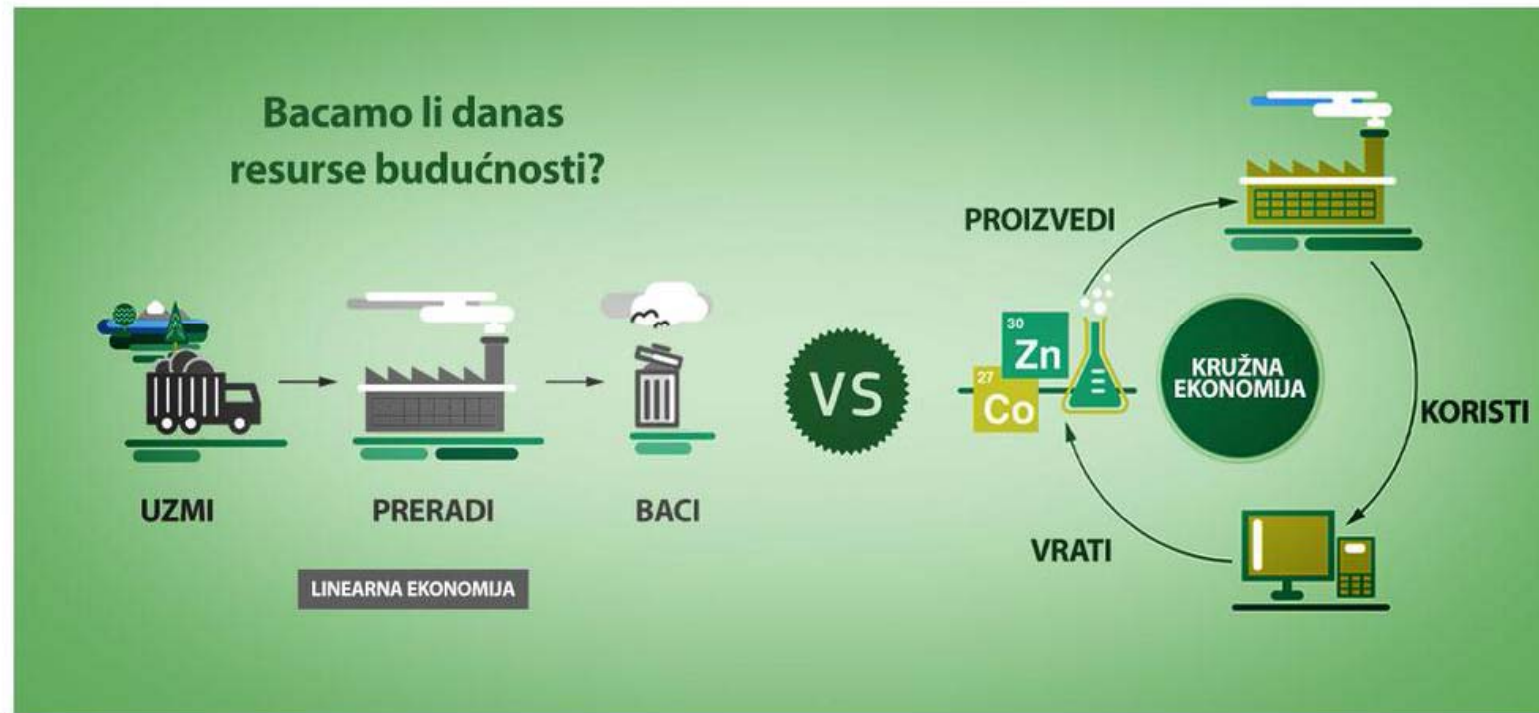 Bacamo li danas
resurse budućnosti?
UZMI
PRERADI
BACI
LINEARNA EKONOMIJA
VS
PROIZVEDI
30
Zn
27
Co
KRUŽNA
EKONOMIJA
KORISTI
VRATI